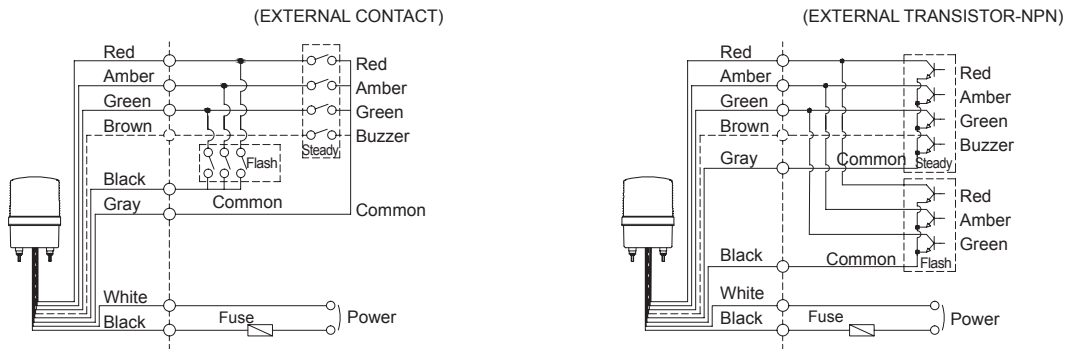 (EXTERNAL CONTACT)
Red
Amber
Green
Brown
Black
Gray
White
Black
Red
Amber
Green
Buzzer
Steady
Flash
Common
Common
Fuse
Power
(EXTERNAL TRANSISTOR-NPN)
Red
Amber
Green
Brown
Gray
Black
White
Black
Red
Amber
Green
Buzzer
Common
Steady
Red
Amber
Green
Common
Flash
Fuse
Power